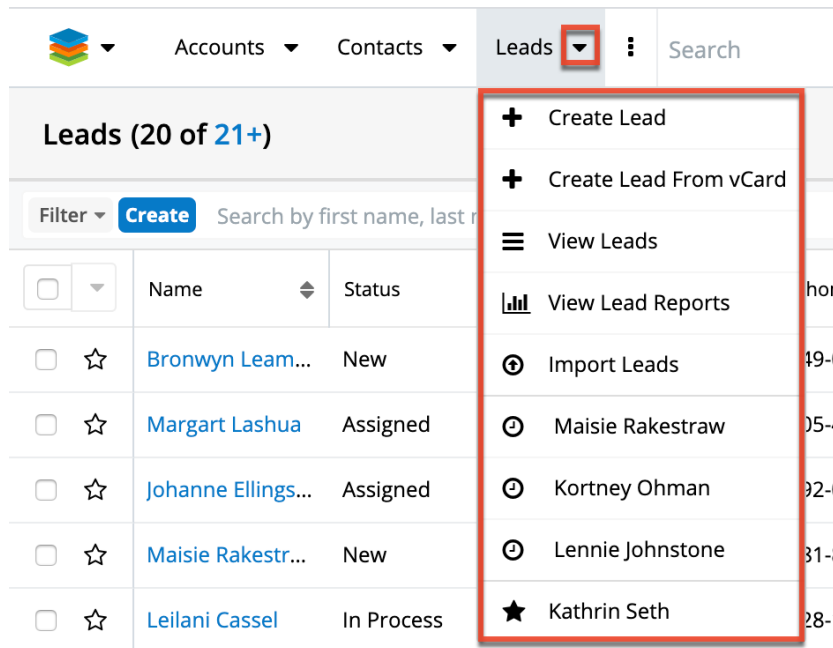 Accounts Contacts Leads Search
Leads (20 of 21+)
Filter Create Search by first name, last
Name Status
Bronwyn Leam... New
Margart Lashua Assigned
Johanne Ellings... Assigned
Maisie Rakestr... New
Leilani Cassel In Process
Create Lead
Create Lead From vCard
View Leads
View Lead Reports
Import Leads
Maisie Rakestraw
Kortney Ohman
Lennie Johnstone
Kathrin Seth